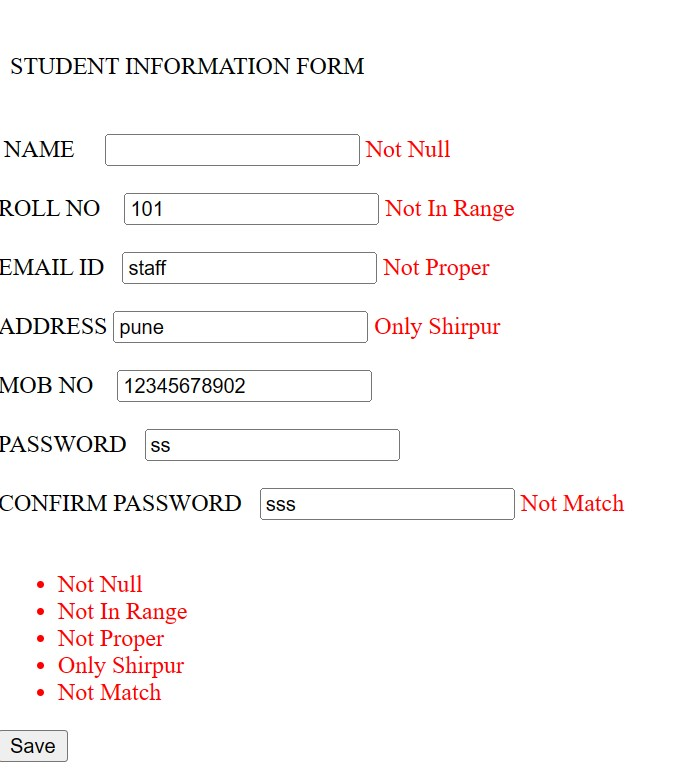 STUDENT INFORMATION FORM
NAME Not Null
ROLL NO 101 Not In Range
EMAIL ID staff Not Proper
ADDRESS pune Only Shirpur
MOB NO 12345678902
PASSWORD ss
CONFIRM PASSWORD sss Not Match
• Not Null
• Not In Range
• Not Proper
• Only Shirpur
• Not Match
Save